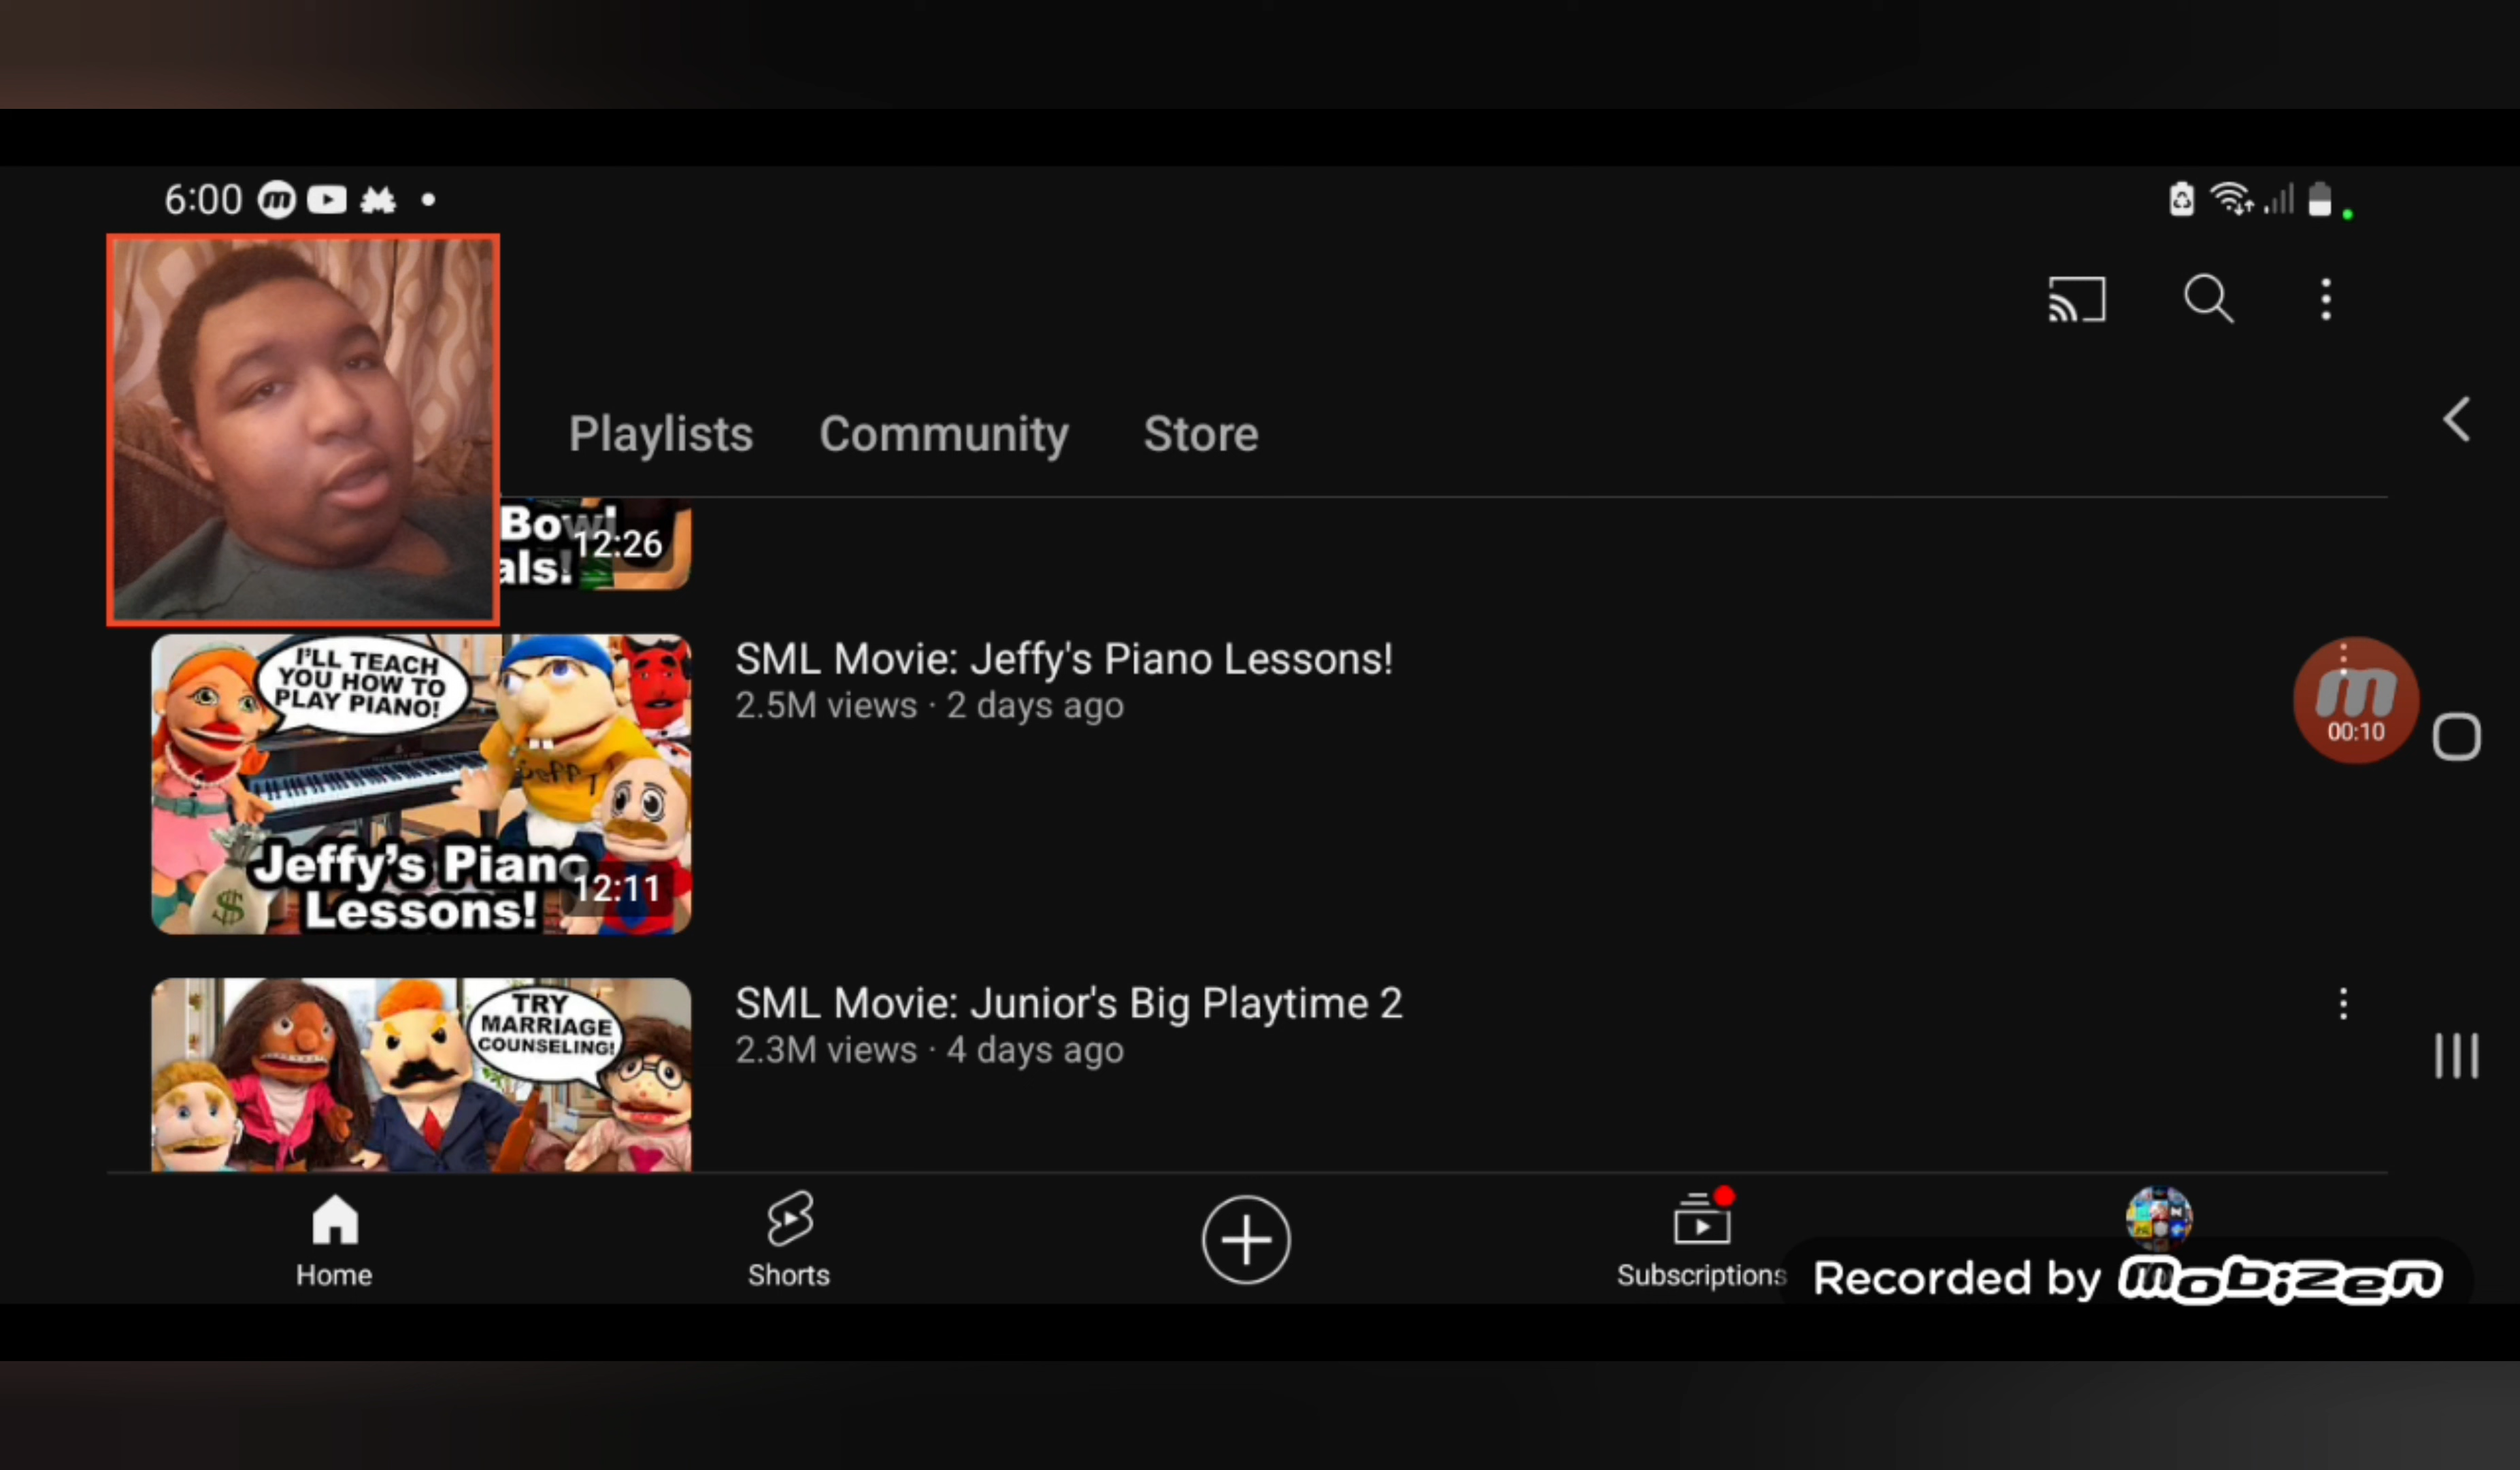 6:00
Playlists Community Store
Bowl
als!
12:26
I'LL TEACH
YOU HOW TO
PLAY PIANO!
Jeffy's Piano
Lessons!
12:11
SML Movie: Jeffy's Piano Lessons!
2.5M views · 2 days ago
m
00:10
TRY
MARRIAGE
COUNSELING!
SML Movie: Junior's Big Playtime 2
2.3M views · 4 days ago
Home
Shorts
Subscriptions
Recorded by mobizen